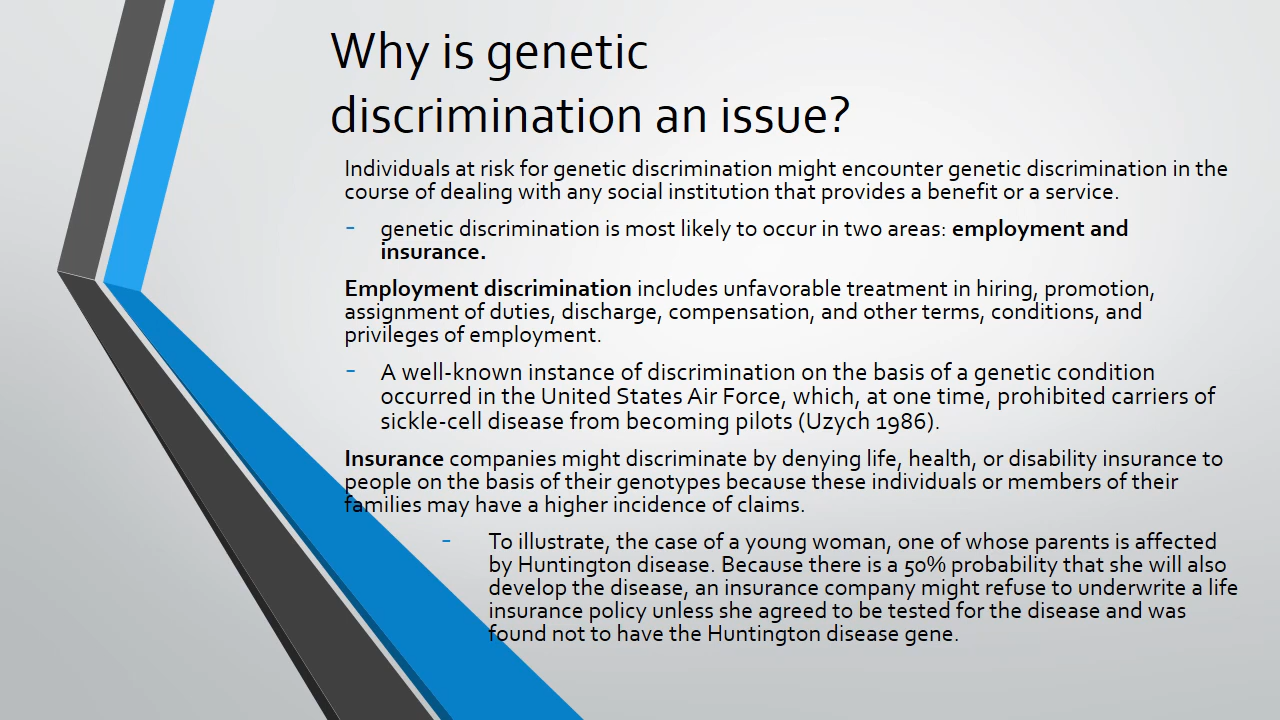 Why is genetic
discrimination an issue?
Individuals at risk for genetic discrimination might encounter genetic discrimination in the
course of dealing with any social institution that provides a benefit or a service.
- genetic discrimination is most likely to occur in two areas: employment and
insurance.
Employment discrimination includes unfavorable treatment in hiring, promotion,
assignment of duties, discharge, compensation, and other terms, conditions, and
privileges of employment.
- A well-known instance of discrimination on the basis of a genetic condition
occurred in the United States Air Force, which, at one time, prohibited carriers of
sickle-cell disease from becoming pilots (Uzych 1986).
Insurance companies might discriminate by denying life, health, or disability insurance to
people on the basis of their genotypes because these individuals or members of their
families may have a higher incidence of claims.
- To illustrate, the case of a young woman, one of whose parents is affected
by Huntington disease. Because there is a 50% probability that she will also
develop the disease, an insurance company might refuse to underwrite a life
insurance policy unless she agreed to be tested for the disease and was
found not to have the Huntington disease gene.